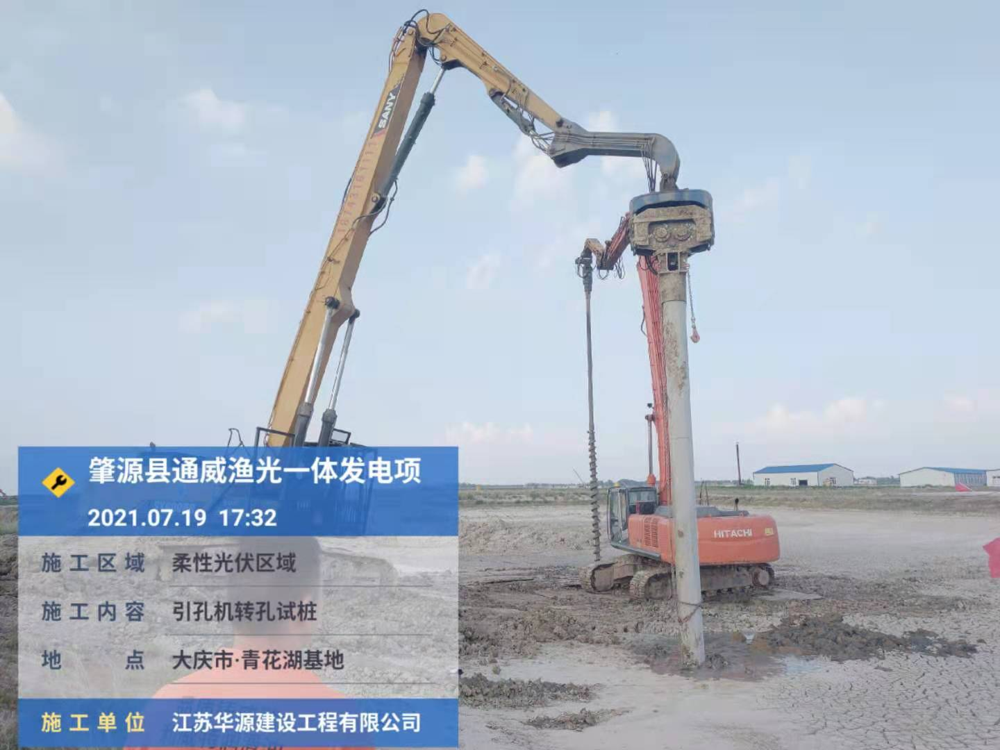 SANY
18743161111
HITACHI
肇源县通威渔光一体发电项
2021.07.19 17:32
施工区域 柔性光伏区域
施工内容 引孔机转孔试桩
地点 大庆市·青花湖基地
施工单位 江苏华源建设工程有限公司